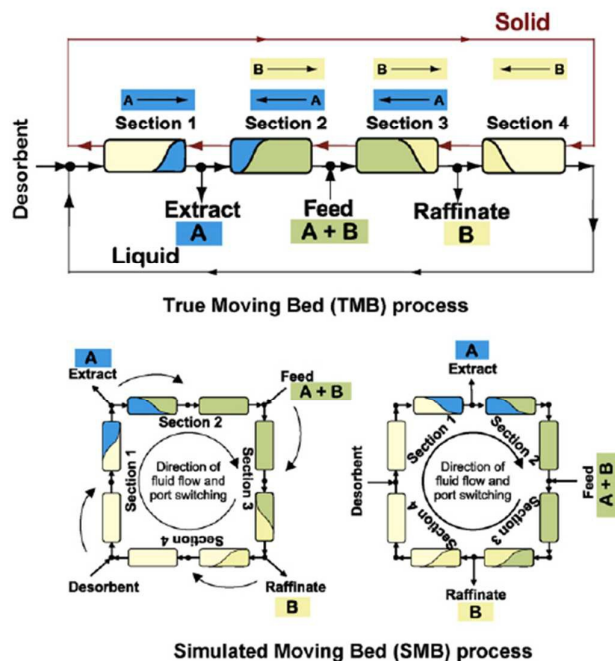 Solid
B
B
B
A
A
A
Section 1
Section 2
Section 3
Section 4
Desorbent
Extract
A
Feed
A + B
Raffinate
B
Liquid
True Moving Bed (TMB) process
A
Extract
Feed
A + B
Section 2
Section 1
Direction of
fluid flow and
port switching
Section 3
Section 4
Desorbent
Raffinate
B
A
Extract
Section 1
Section 2
Direction of
fluid flow and
port switching
Desorbent
Feed
A + B
Section 4
Section 3
Raffinate
B
Simulated Moving Bed (SMB) process